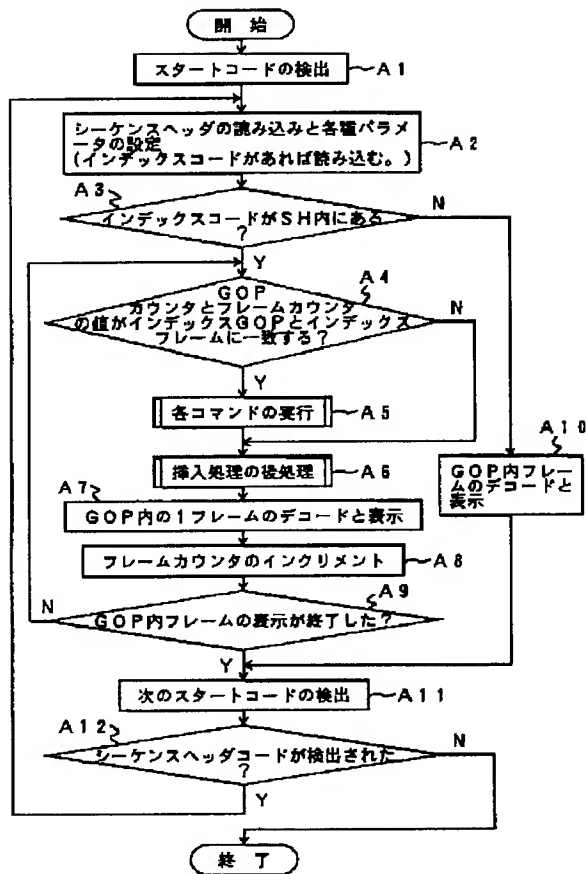 開 始
スタートコードの検出
A1
シーケンスヘッダの読み込みと各種パラメ
ータの設定
(インデックスコードがあれば読み込む。)
A2
A3
インデックスコードがSH内にある
?
N
Y
A4
GOP
カウンタとフレームカウンタ
の値がインデックスGOPとインデックス
フレームに一致する?
N
Y
各コマンドの実行
A5
挿入処理の後処理
A6
A10
GOP内フレー
ムのデコードと
表示
A7
GOP内の1フレームのデコードと表示
フレームカウンタのインクリメント
A8
A9
N
GOP内フレームの表示が終了した?
Y
次のスタートコードの検出
A11
A12
シーケンスヘッダコードが検出された
?
N
Y
終 了